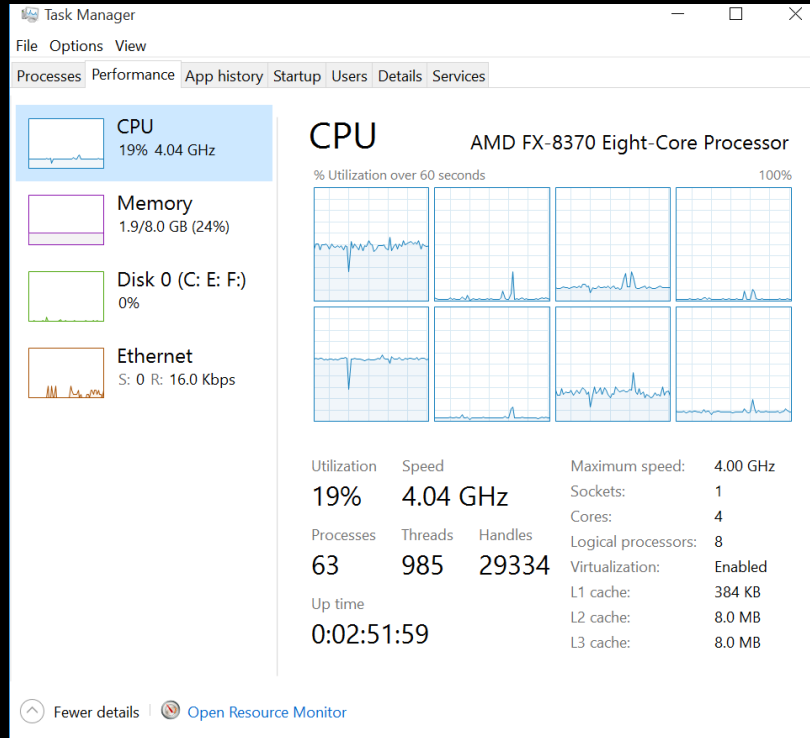 Task Manager
File Options View
Processes Performance App history Startup Users Details Services
CPU
19% 4.04 GHz
Memory
1.9/8.0 GB (24%)
Disk 0 (C: E: F:)
0%
Ethernet
S: 0 R: 16.0 Kbps
CPU AMD FX-8370 Eight-Core Processor
% Utilization over 60 seconds 100%
Utilization Speed
19% 4.04 GHz
Processes Threads Handles
63 985 29334
Up time
0:02:51:59
Maximum speed: 4.00 GHz
Sockets: 1
Cores: 4
Logical processors: 8
Virtualization: Enabled
L1 cache: 384 KB
L2 cache: 8.0 MB
L3 cache: 8.0 MB
Fewer details Open Resource Monitor